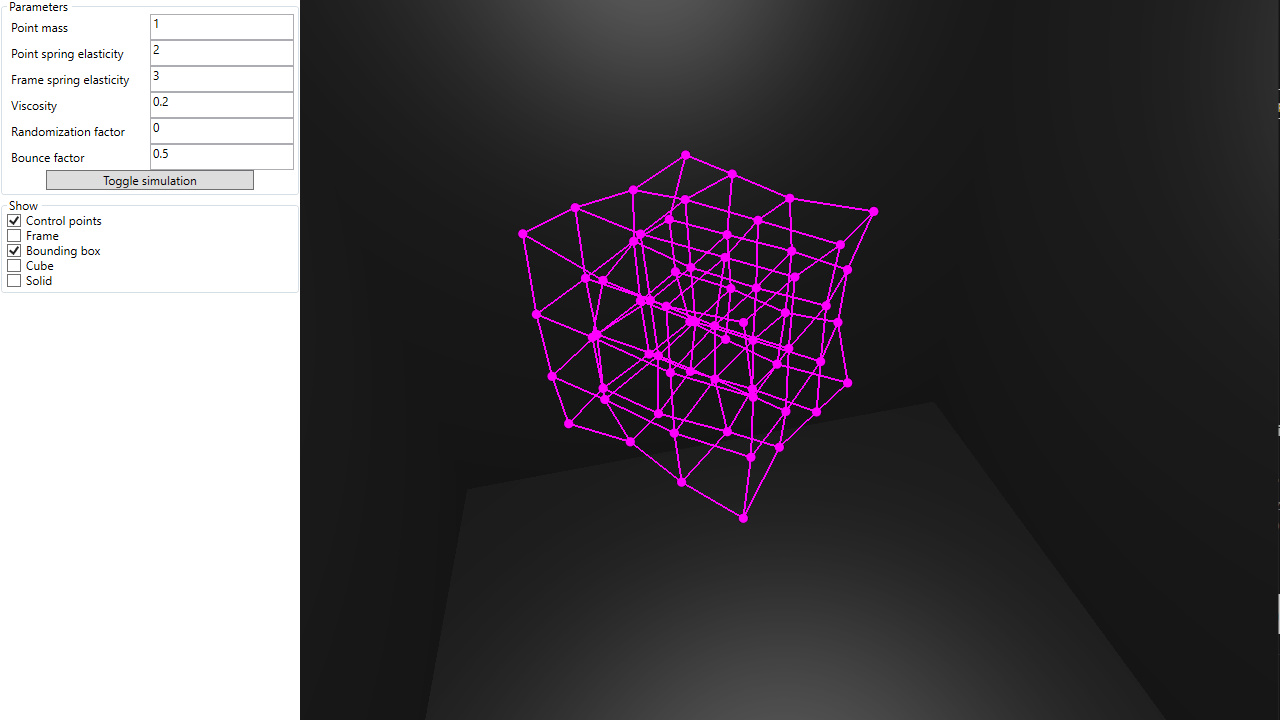 Parameters
Point mass 1
Point spring elasticity 2
Frame spring elasticity 3
Viscosity 0.2
Randomization factor 0
Bounce factor 0.5
Toggle simulation
Show
Control points
Frame
Bounding box
Cube
Solid